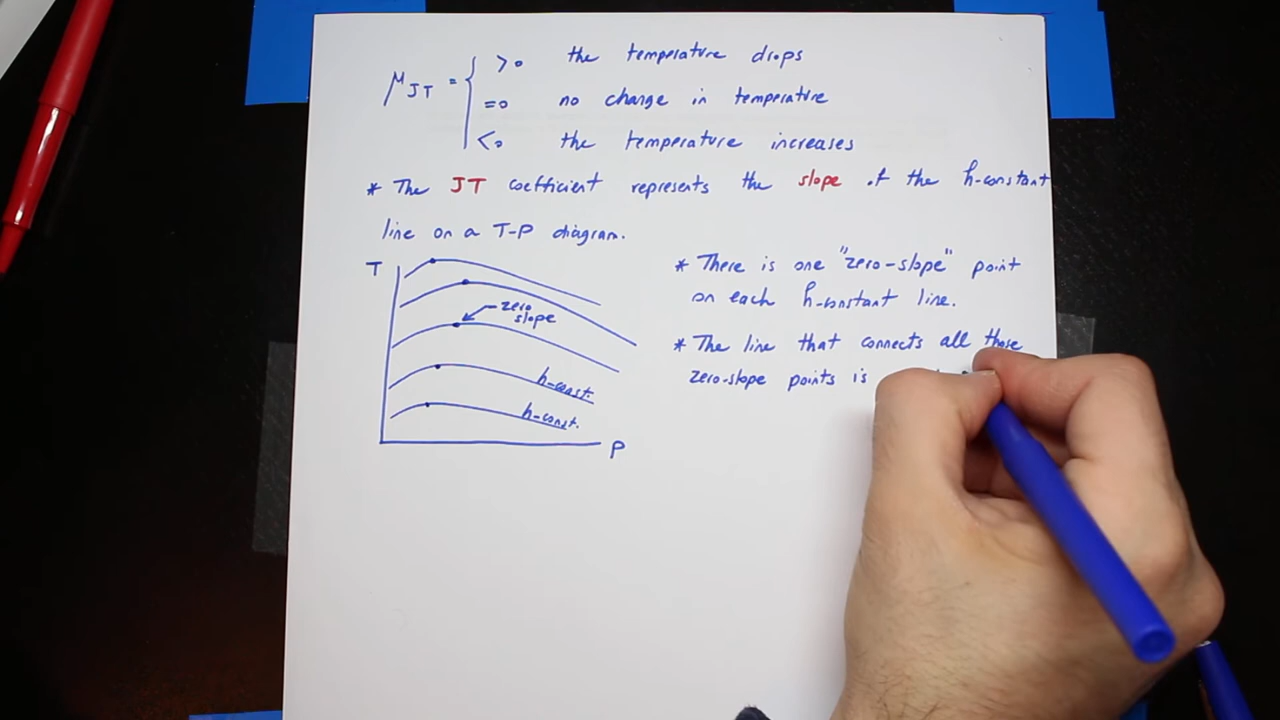 μJT = { >0 the temperature drops
=0 no change in temperature
<0 the temperature increases
* The JT coefficient represents the slope of the h-constant
line on a T-P diagram.
T
zero
slope
h-const.
h-const.
P
* There is one "zero-slope" point
on each h-constant line.
* The line that connects all those
zero-slope points is